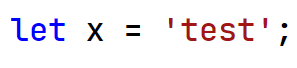 let x = 'test';